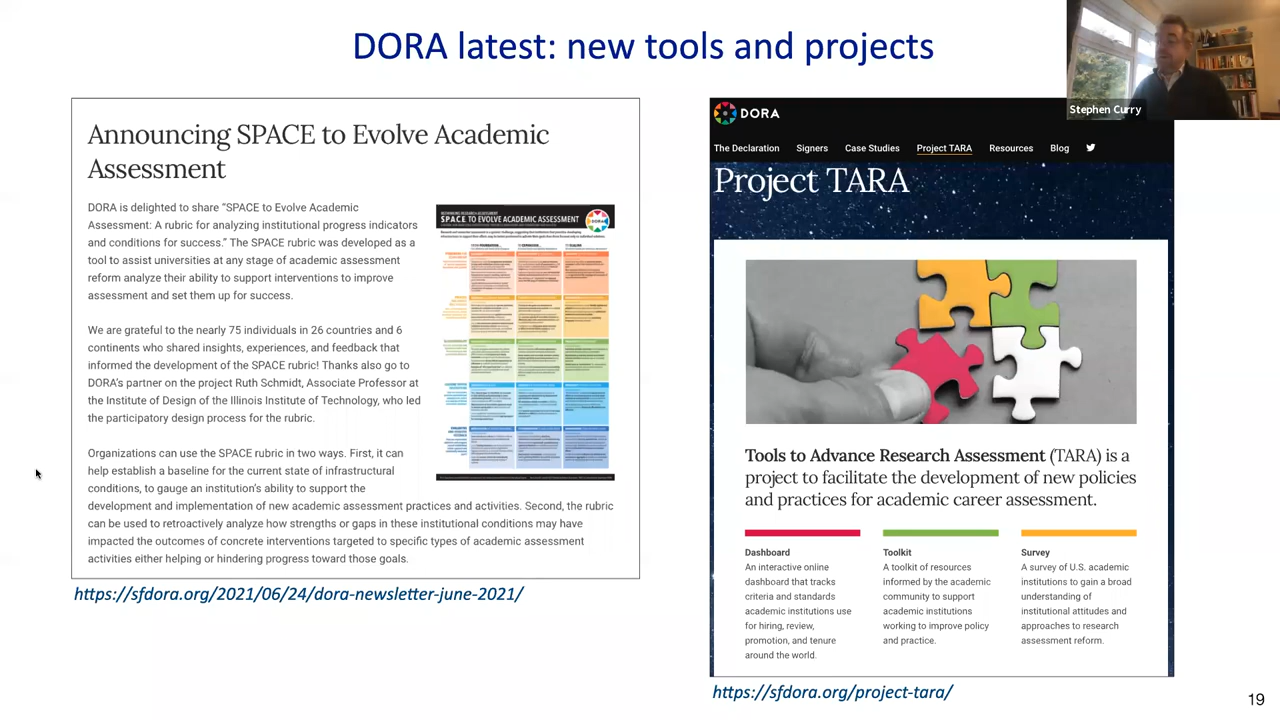 DORA latest: new tools and projects
Stephen Curry
Announcing SPACE to Evolve Academic
Assessment
DORA is delighted to share “SPACE to Evolve Academic
Assessment: A rubric for analyzing institutional progress indicators
and conditions for success.” The SPACE rubric was developed as a
tool to assist universities at any stage of academic assessment
reform analyze their ability to support interventions to improve
assessment and set them up for success.
We are grateful to the nearly 75 individuals in 26 countries and 6
continents who shared insights, experiences, and feedback that
informed the development of the SPACE rubric! Thanks also go to
DORA’s partner on the project Ruth Schmidt, Associate Professor at
the Institute of Design of the Illinois Institute of Technology, who led
the participatory design process for the rubric.
Organizations can use the SPACE rubric in two ways. First, it can
help establish a baseline for the current state of infrastructural
conditions, to gauge an institution’s ability to support the
development and implementation of new academic assessment practices and activities. Second, the rubric
can be used to retroactively analyze how strengths or gaps in these institutional conditions may have
impacted the outcomes of concrete interventions targeted to specific types of academic assessment
activities either helping or hindering progress toward those goals.
RETHINKING RESEARCH ASSESSMENT
SPACE TO EVOLVE ACADEMIC ASSESSMENT
DORA
https://sfdora.org/2021/06/24/dora-newsletter-june-2021/
DORA
The Declaration Signers Case Studies Project TARA Resources Blog
Project TARA
Tools to Advance Research Assessment (TARA) is a
project to facilitate the development of new policies
and practices for academic career assessment.
Dashboard
An interactive online
dashboard that tracks
criteria and standards
academic institutions use
for hiring, review,
promotion, and tenure
around the world.
Toolkit
A toolkit of resources
informed by the academic
community to support
academic institutions
working to improve policy
and practice.
Survey
A survey of U.S. academic
institutions to gain a broad
understanding of
institutional attitudes and
approaches to research
assessment reform.
https://sfdora.org/project-tara/
19